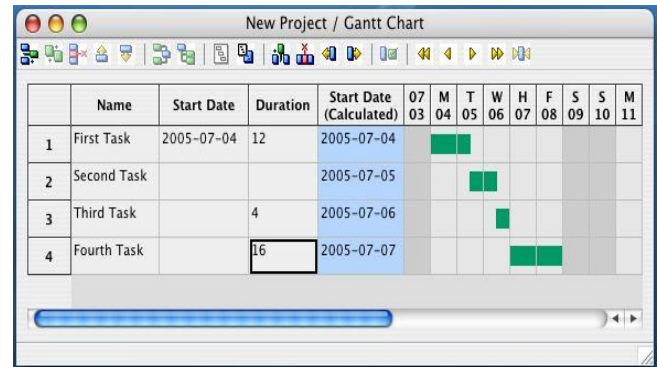 New Project / Gantt Chart
Name Start Date Duration Start Date (Calculated) 07 03 M 04 T 05 W 06 H 07 F 08 S 09 S 10 M 11
1 First Task 2005-07-04 12 2005-07-04
2 Second Task 2005-07-05
3 Third Task 4 2005-07-06
4 Fourth Task 16 2005-07-07